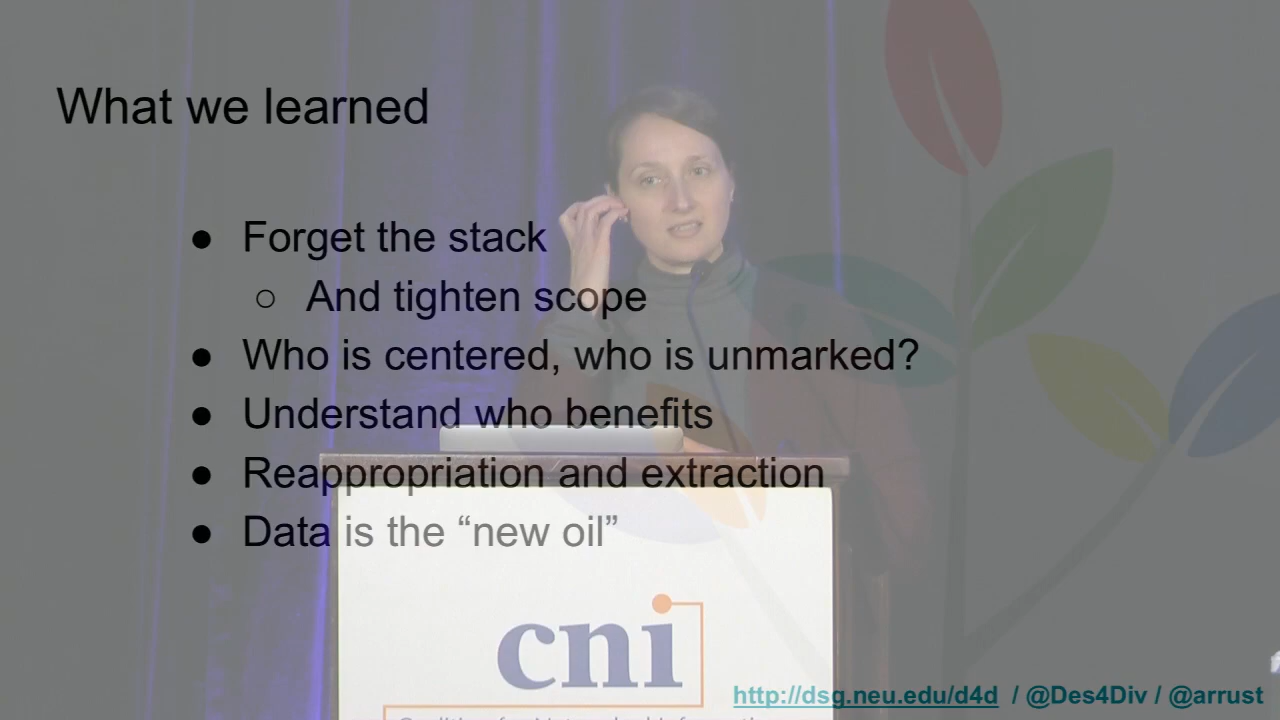 What we learned
● Forget the stack
○ And tighten scope
● Who is centered, who is unmarked?
● Understand who benefits
● Reappropriation and extraction
● Data is the “new oil”
cni
http://dsg.neu.edu/d4d / @Des4Div / @arrust